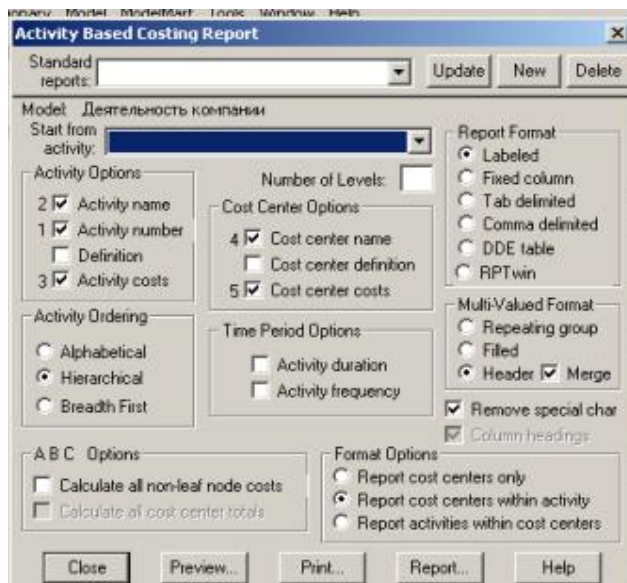 Model ModelMart Tools Window Help
Activity Based Costing Report
Standard reports:
Update New Delete
Model: Деятельность компании
Start from activity:
Number of Levels:
Activity Options
2 Activity name
1 Activity number
Definition
3 Activity costs
Cost Center Options
4 Cost center name
Cost center definition
5 Cost center costs
Report Format
Labeled
Fixed column
Tab delimited
Comma delimited
DDE table
RPTwin
Activity Ordering
Alphabetical
Hierarchical
Breadth First
Time Period Options
Activity duration
Activity frequency
Multi-Valued Format
Repeating group
Filled
Header Merge
Remove special char
Column headings
A B C Options
Calculate all non-leaf node costs
Calculate all cost center totals
Format Options
Report cost centers only
Report cost centers within activity
Report activities within cost centers
Close Preview... Print... Report... Help